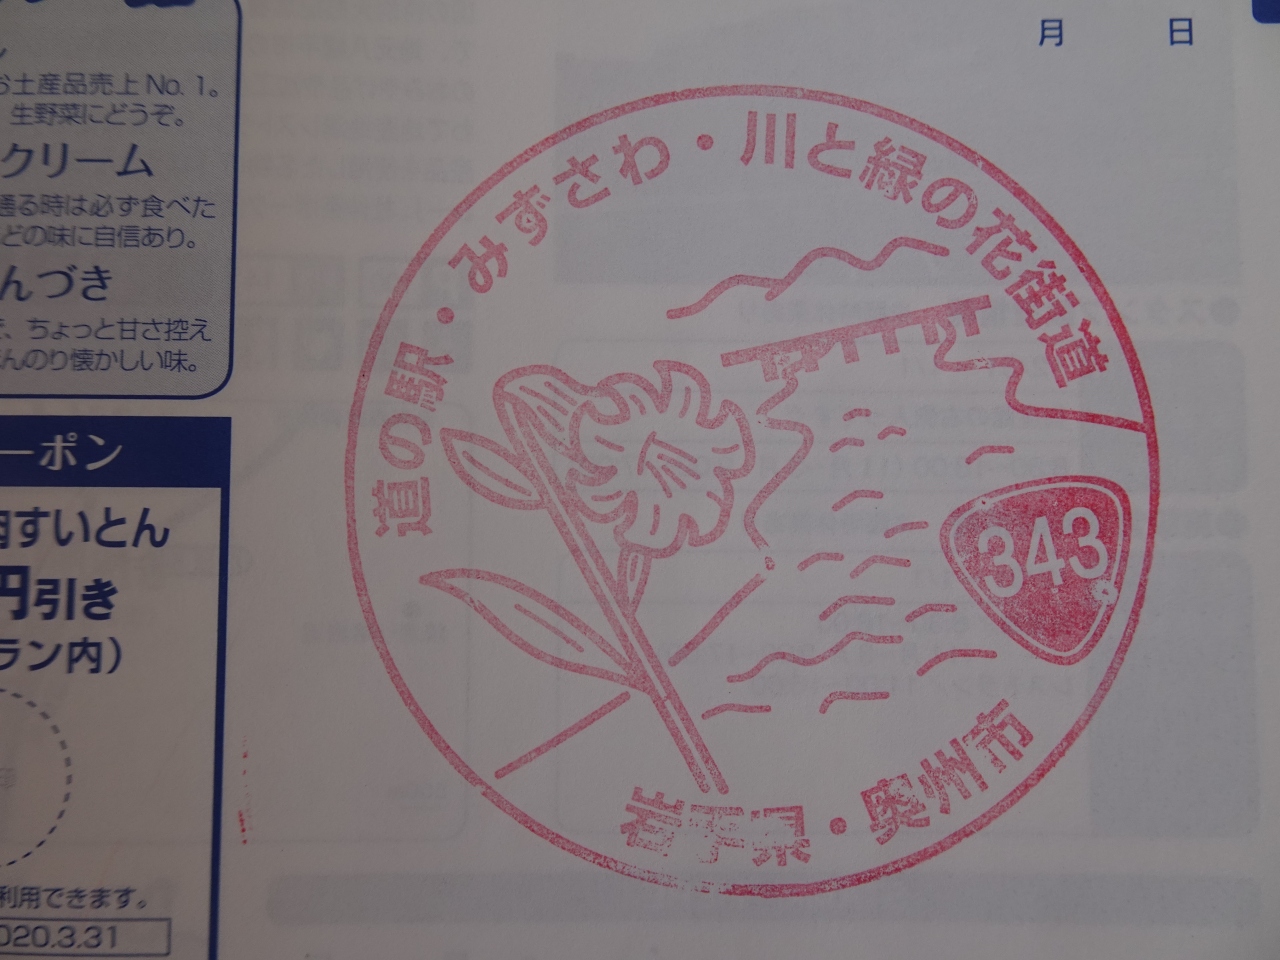 お土産品売上No.1。
生野菜にどうぞ。
クリーム
通る時は必ず食べた
どの味に自信あり。
んづき
、ちょっと甘さ控え
んのり懐かしい味。
ーポン
肉すいとん
円引き
ラン内）
利用できます。
020.3.31
月 日
道の駅・みずさわ・川と緑の花街道
343
岩手県・奥州市